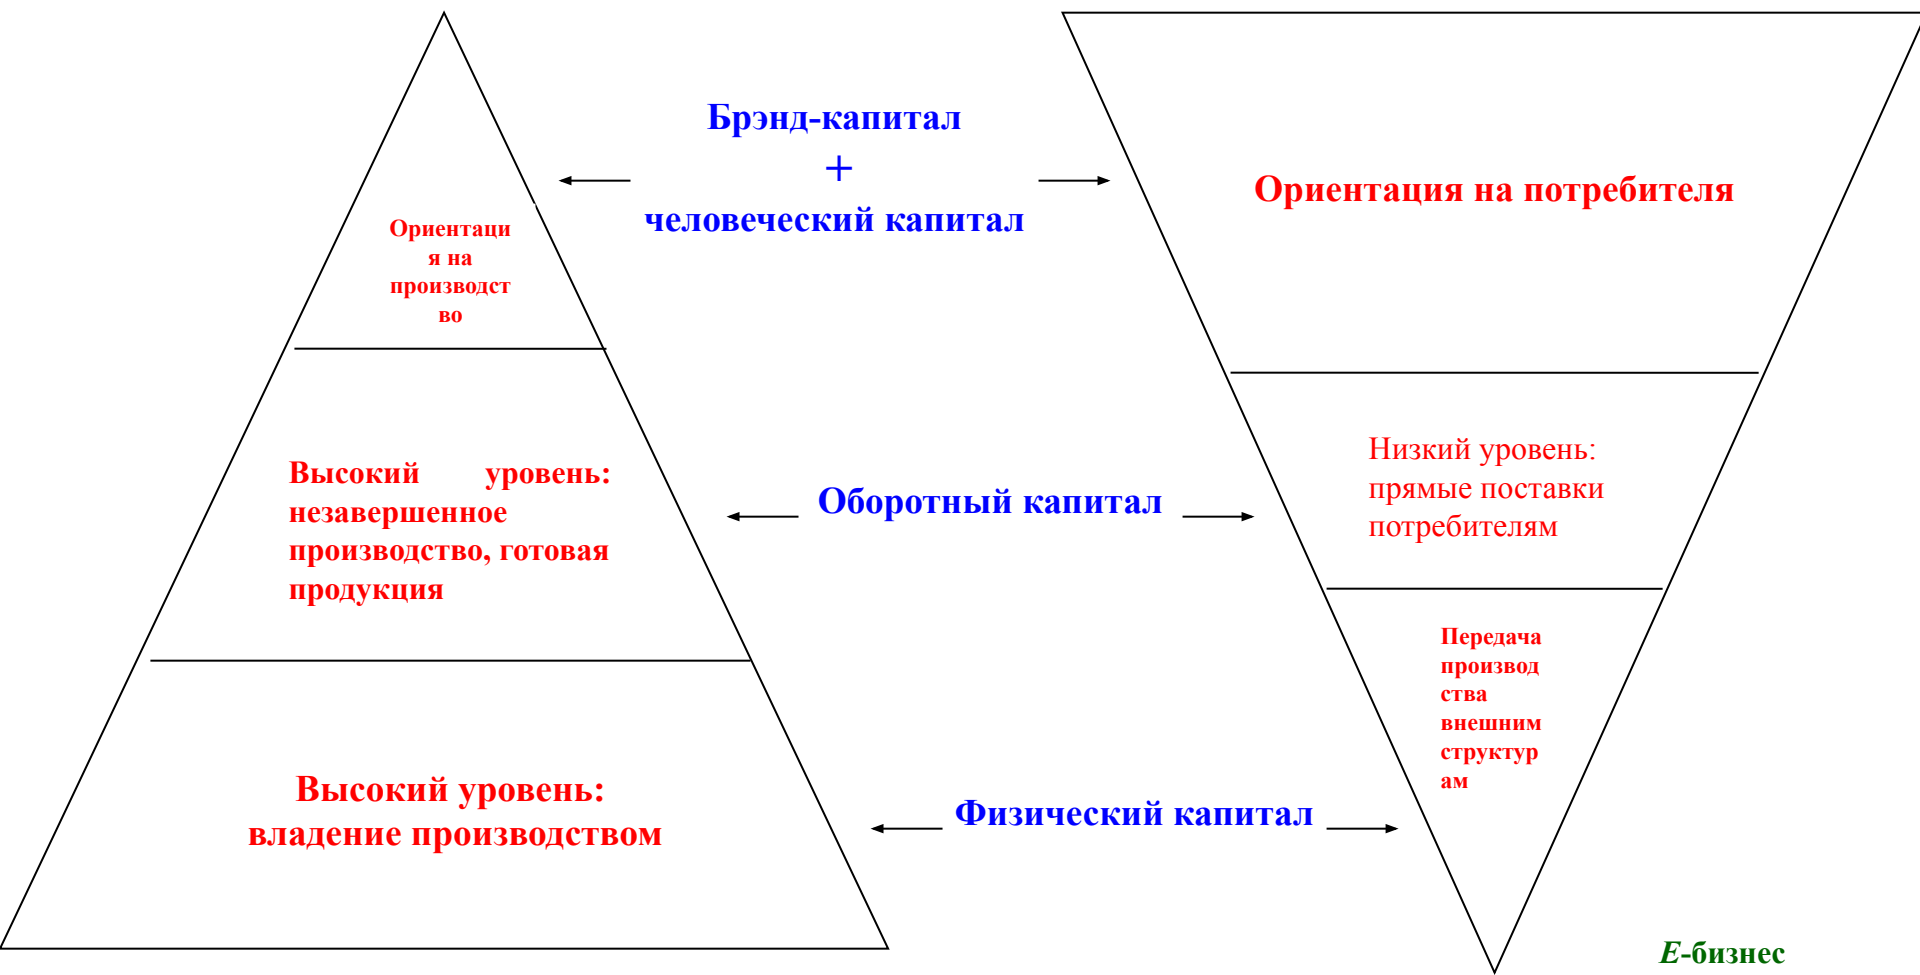 Брэнд-капитал
+
человеческий капитал
Ориентаци
я на
производст
во
Ориентация на потребителя
Высокий уровень:
незавершенное
производство, готовая
продукция
Оборотный капитал
Низкий уровень:
прямые поставки
потребителям
Высокий уровень:
владение производством
Физический капитал
Передача
производ
ства
внешним
структур
ам
E-бизнес